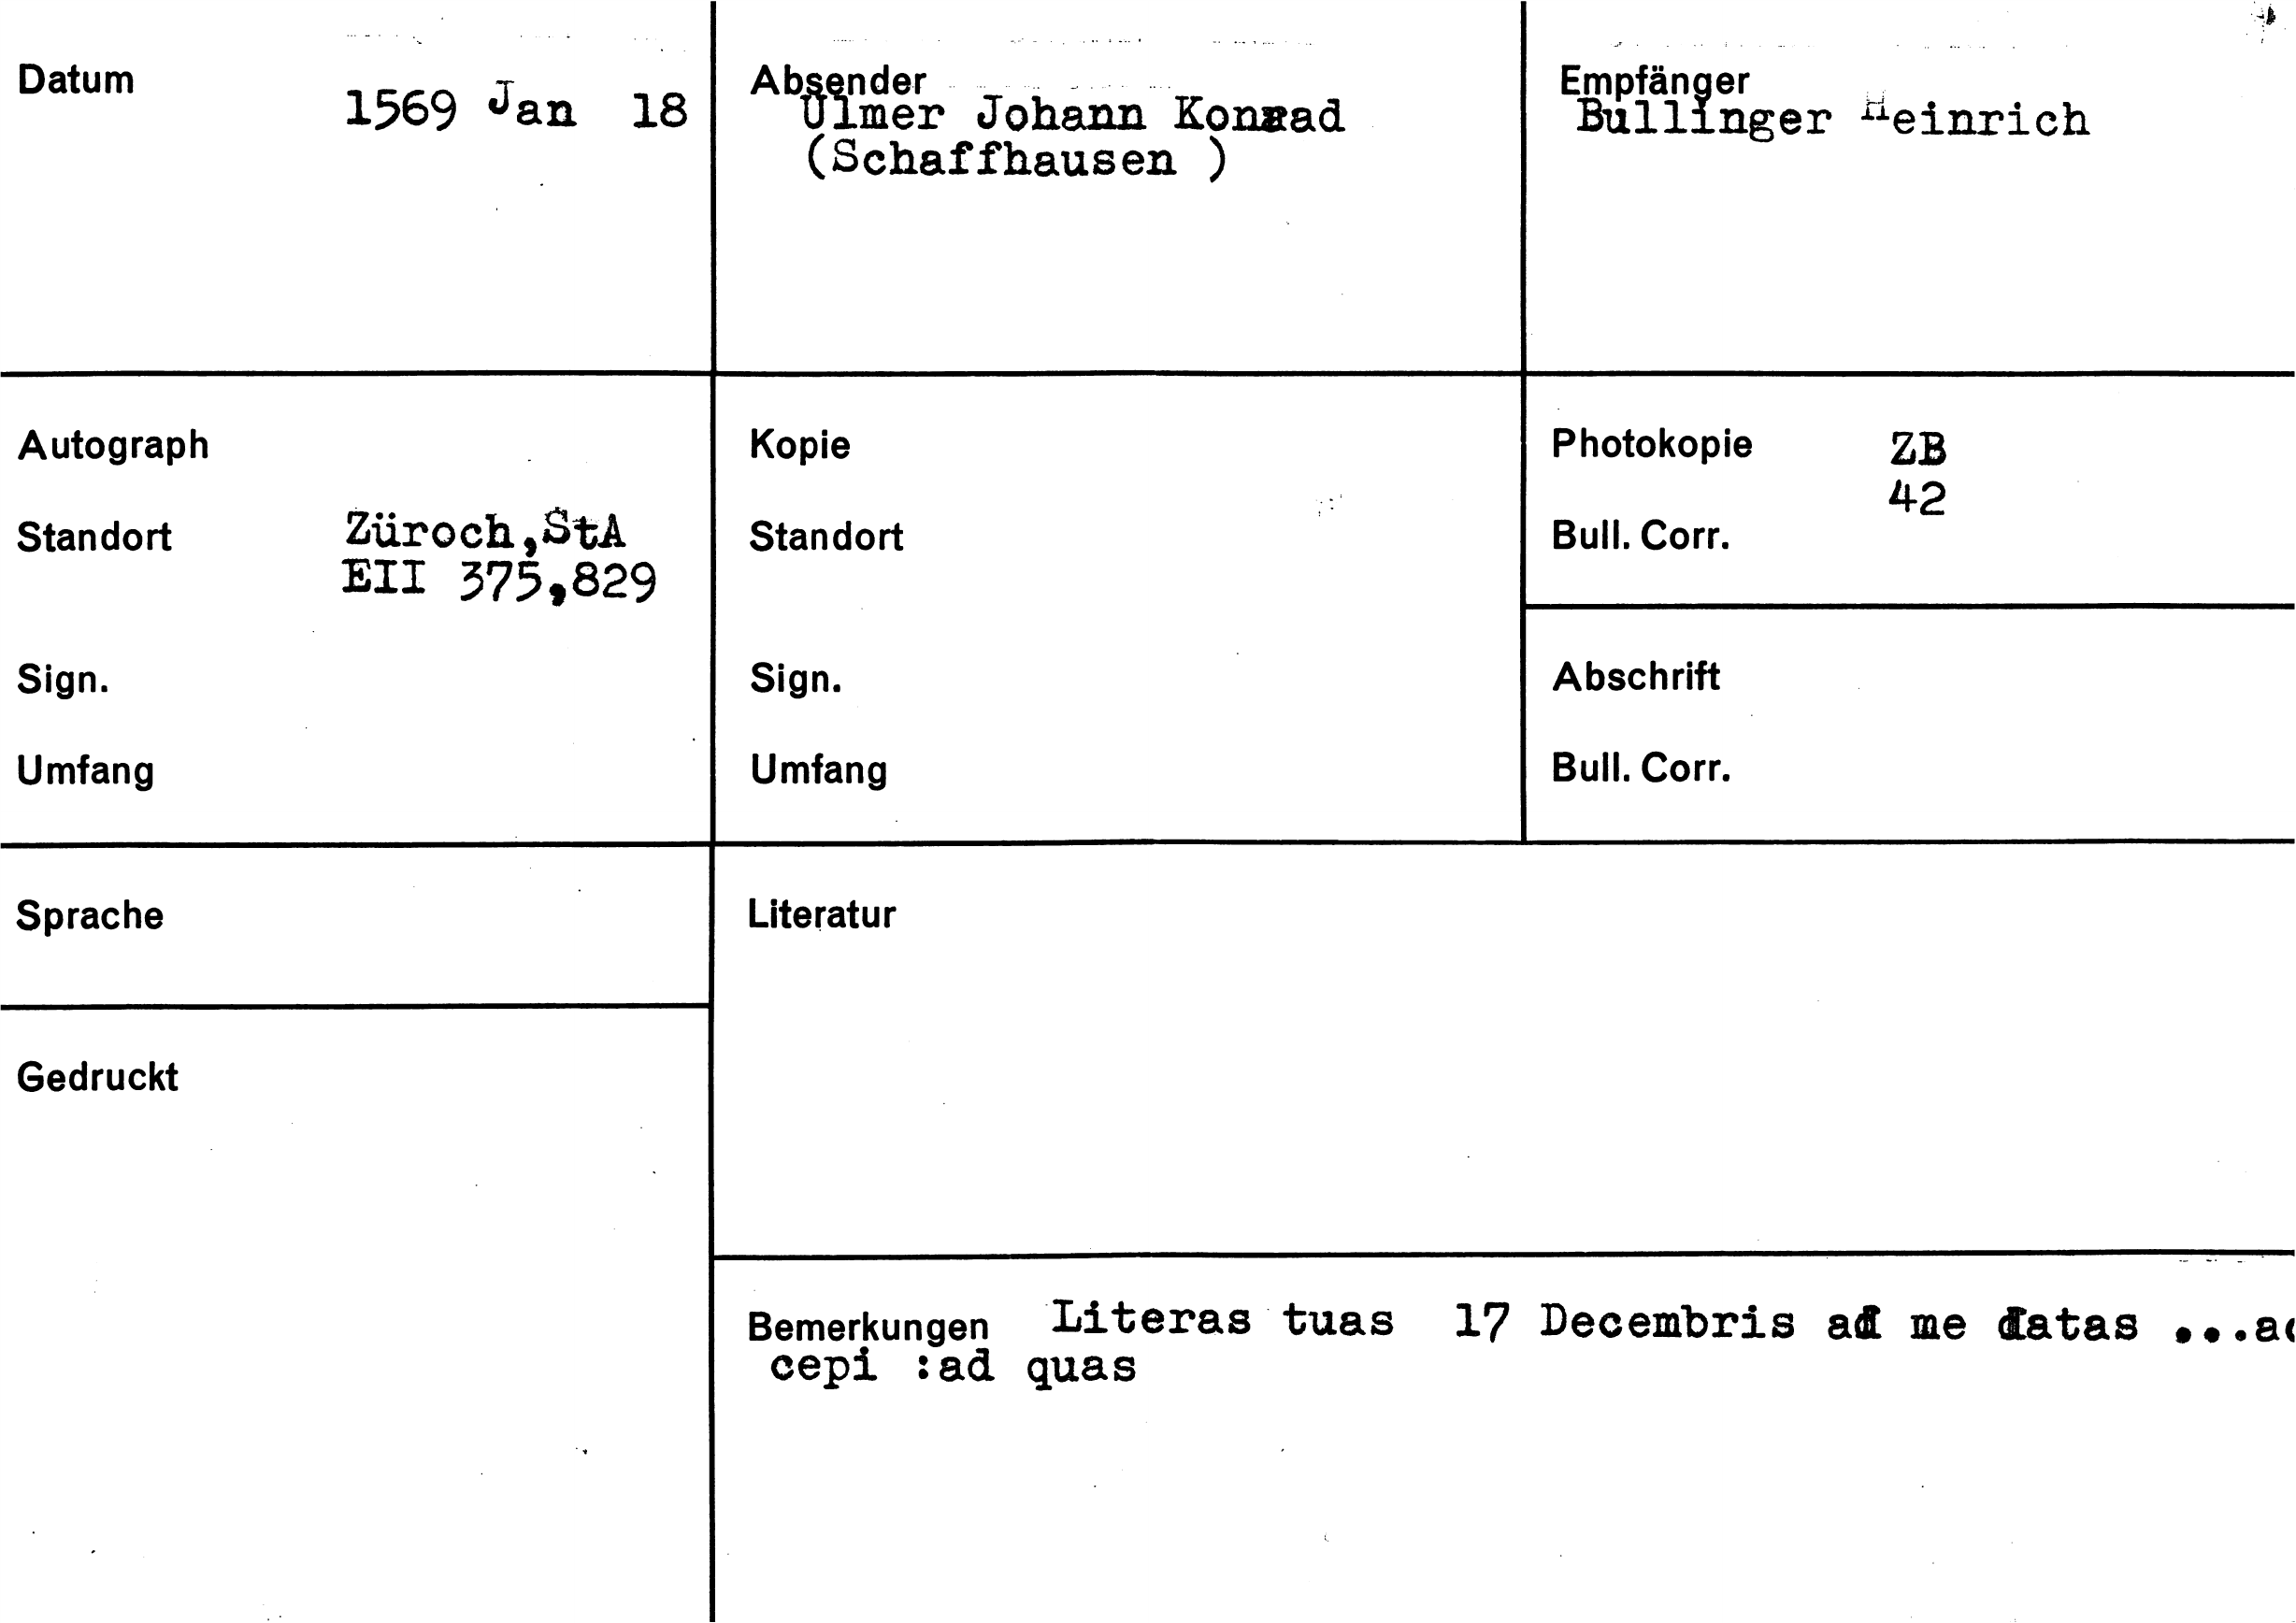 Datum
1569 Jan 18
Absender
Ulmer Johann Konrad
(Schaffhausen )
Empfänger
Bullinger Heinrich
Autograph
Standort
Züroch,StA
EII 375,829
Sign.
Umfang
Kopie
Standort
Sign.
Umfang
Photokopie ZB
42
Bull. Corr.
Abschrift
Bull. Corr.
Sprache
Literatur
Gedruckt
Bemerkungen Literas tuas 17 Decembris ad me datas ...ac
cepi :ad quas